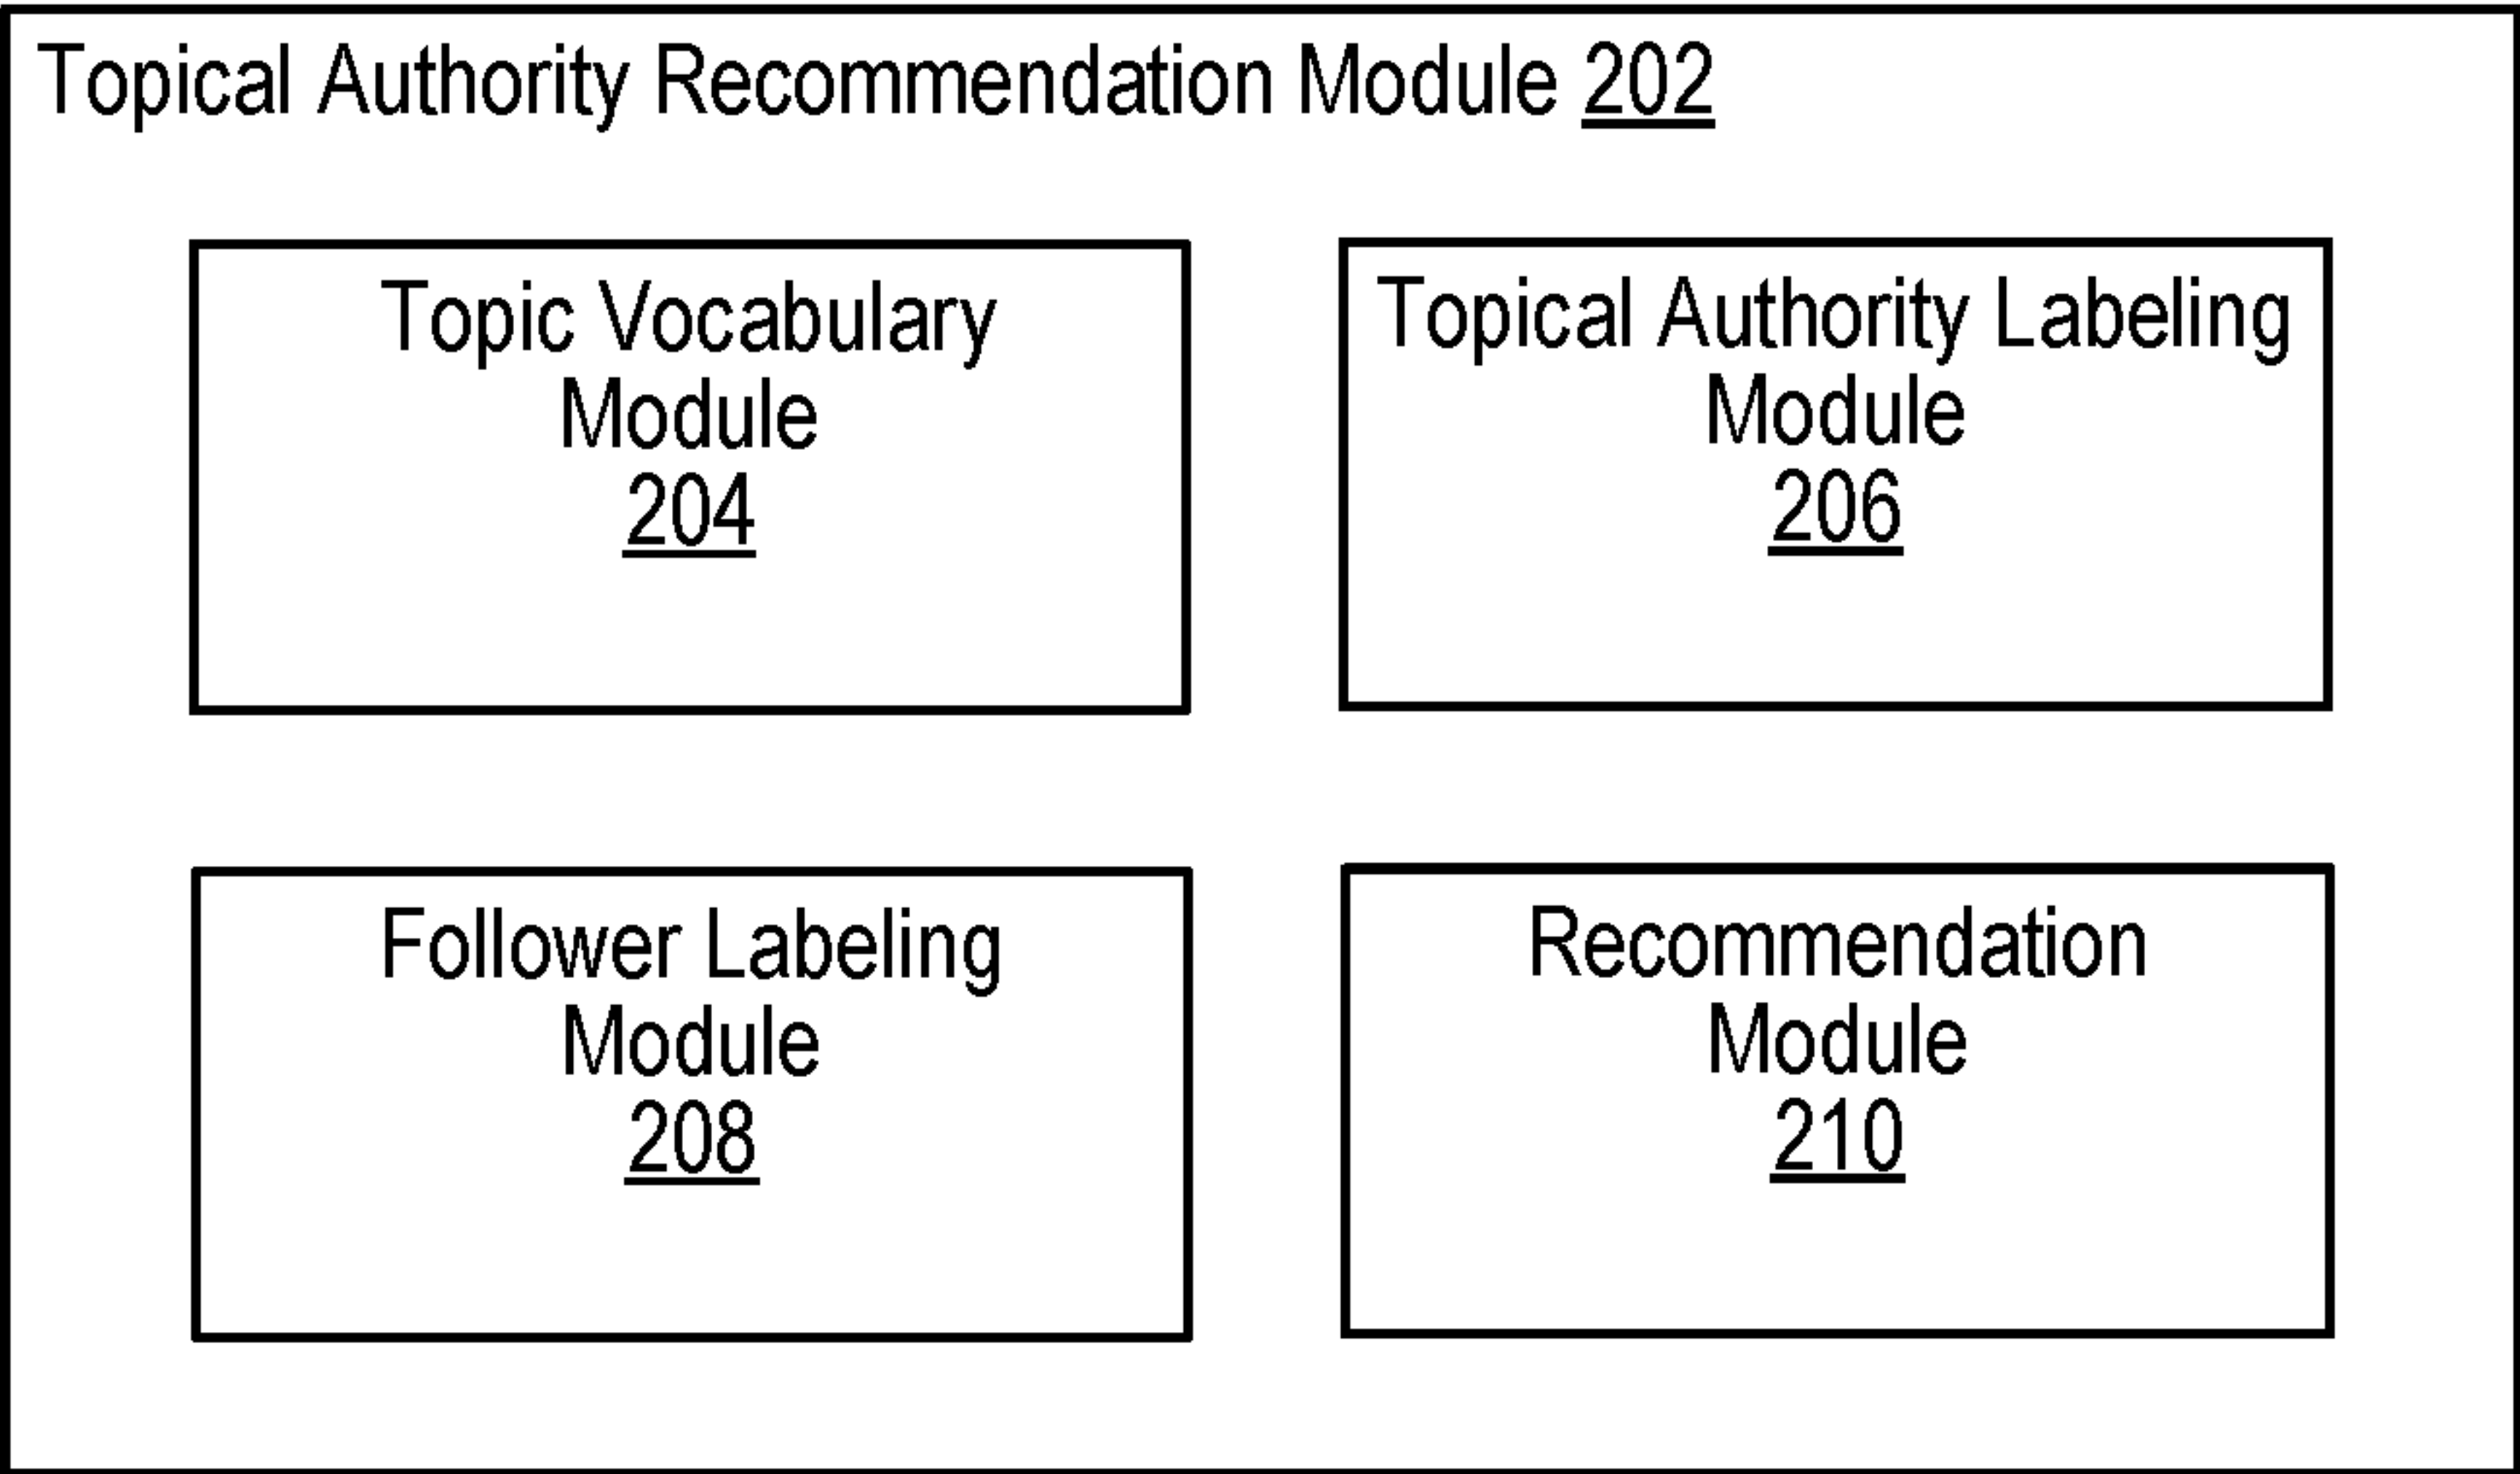 Topical Authority Recommendation Module 202
Topic Vocabulary
Module
204
Topical Authority Labeling
Module
206
Follower Labeling
Module
208
Recommendation
Module
210